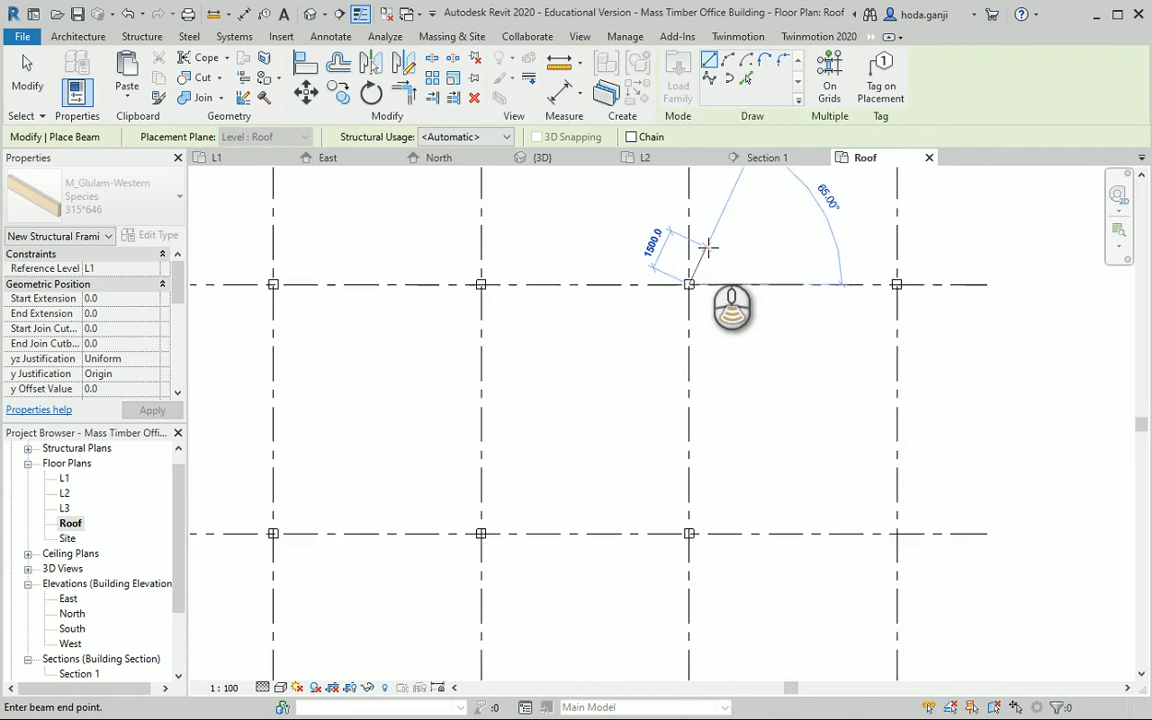 Autodesk Revit 2020 - Educational Version - Mass Timber Office Building - Floor Plan: Roof
hoda.ganji
File Architecture Structure Steel Systems Insert Annotate Analyze Massing & Site Collaborate View Manage Add-Ins Twinmotion Twinmotion 2020
Modify
Properties
Paste
Cope
Cut
Join
Load
Family
On
Grids
Tag on
Placement
Select Properties Clipboard Geometry Modify View Measure Create Mode Draw Multiple Tag
Modify | Place Beam Placement Plane: Level : Roof Structural Usage: <Automatic> 3D Snapping Chain
Properties
L1 East North {3D} L2 Section 1 Roof
M_Glulam-Western
Species
315*646
New Structural Frami Edit Type
Constraints
Reference Level L1
Geometric Position
Start Extension 0.0
End Extension 0.0
Start Join Cut... 0.0
End Join Cutb... 0.0
yz Justification Uniform
y Justification Origin
y Offset Value 0.0
Properties help Apply
Project Browser - Mass Timber Offi...
Structural Plans
Floor Plans
L1
L2
L3
Roof
Site
Ceiling Plans
3D Views
Elevations (Building Elevation
East
North
South
West
Sections (Building Section)
Section 1
1500.0
65.00°
2D
1 : 100
Enter beam end point.
:0
Main Model
:0